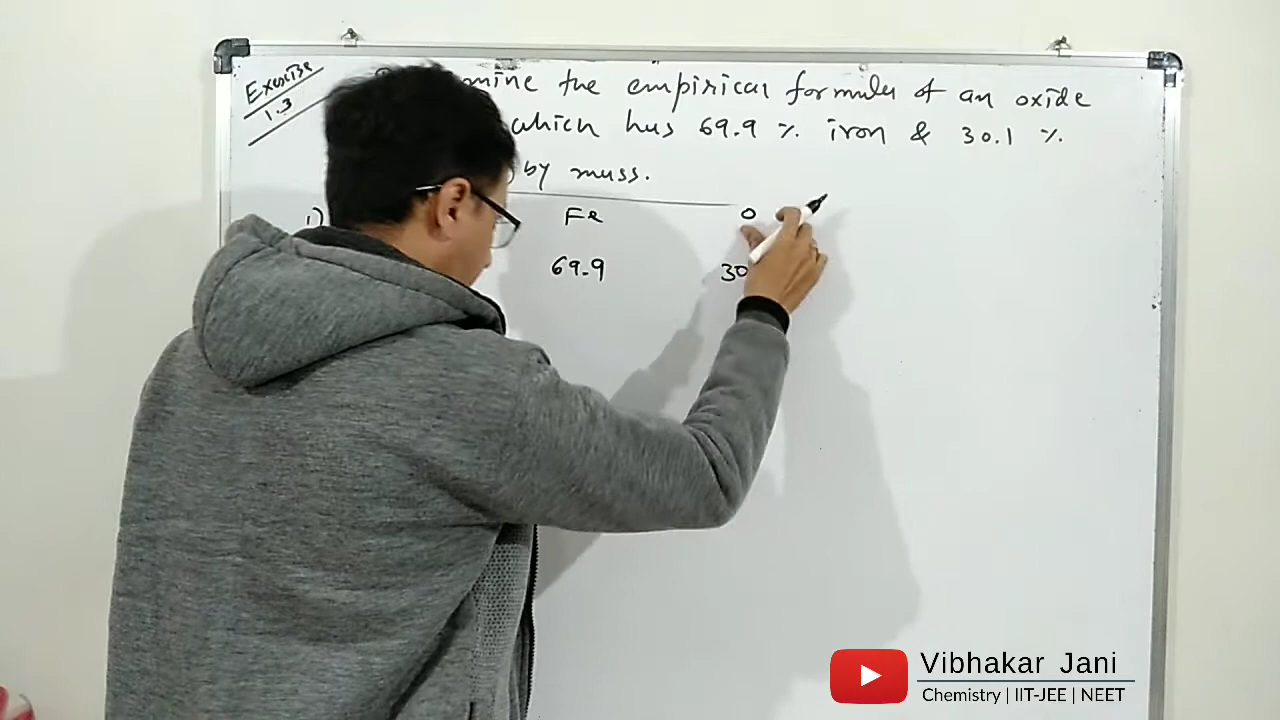 Exercise
1.3
mine the empirical formula of an oxide
which has 69.9 % iron & 30.1 %
by mass.
1) Fe O
69.9 30
Vibhakar Jani
Chemistry | IIT-JEE | NEET